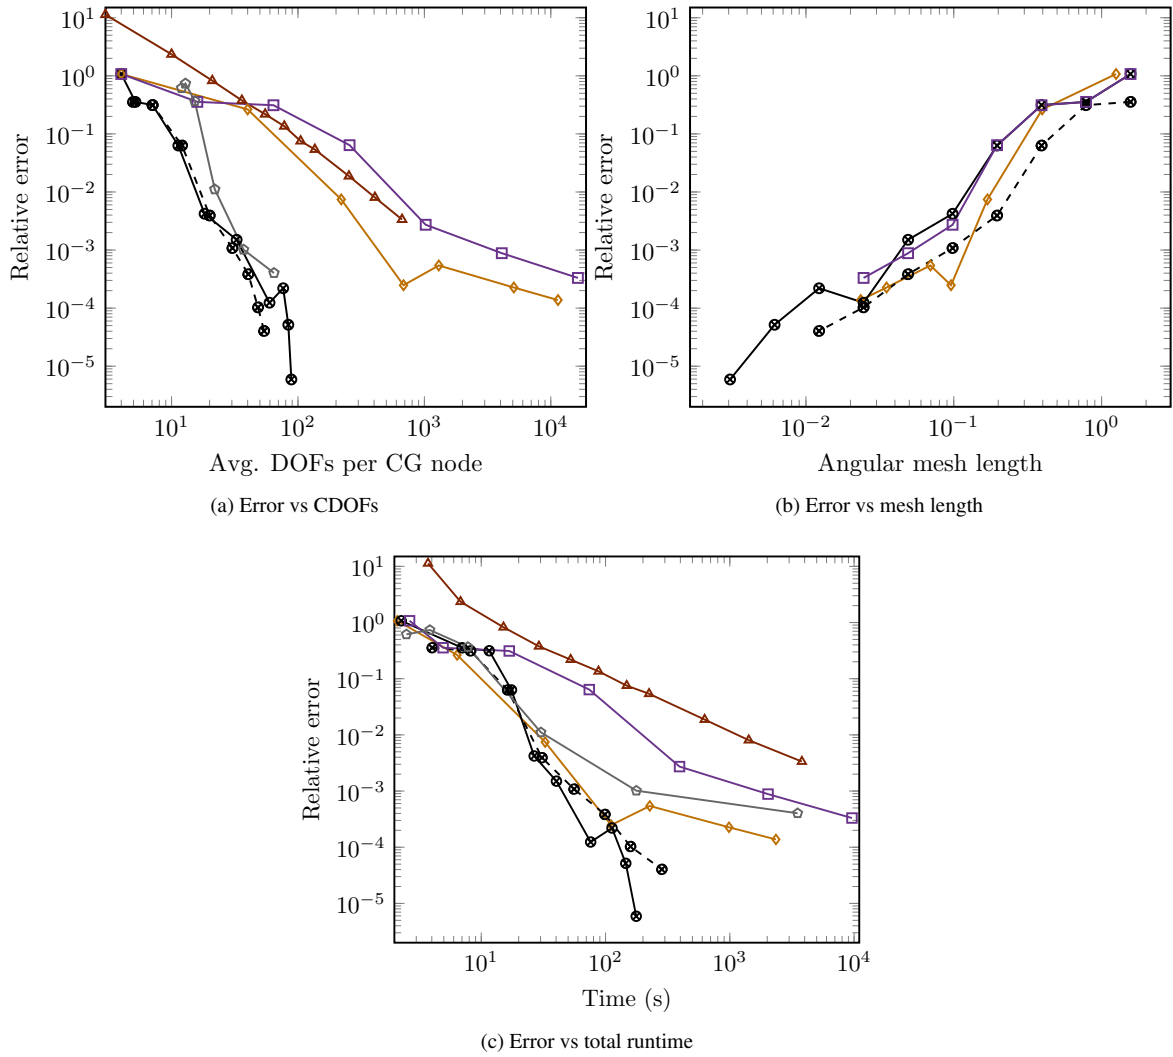 10^1
10^0
10^-1
10^-2
10^-3
10^-4
10^-5
Relative error
10^1 10^2 10^3 10^4
Avg. DOFs per CG node
(a) Error vs CDOFs
10^1
10^0
10^-1
10^-2
10^-3
10^-4
10^-5
Relative error
10^-2 10^-1 10^0
Angular mesh length
(b) Error vs mesh length
10^1
10^0
10^-1
10^-2
10^-3
10^-4
10^-5
Relative error
10^1 10^2 10^3 10^4
Time (s)
(c) Error vs total runtime